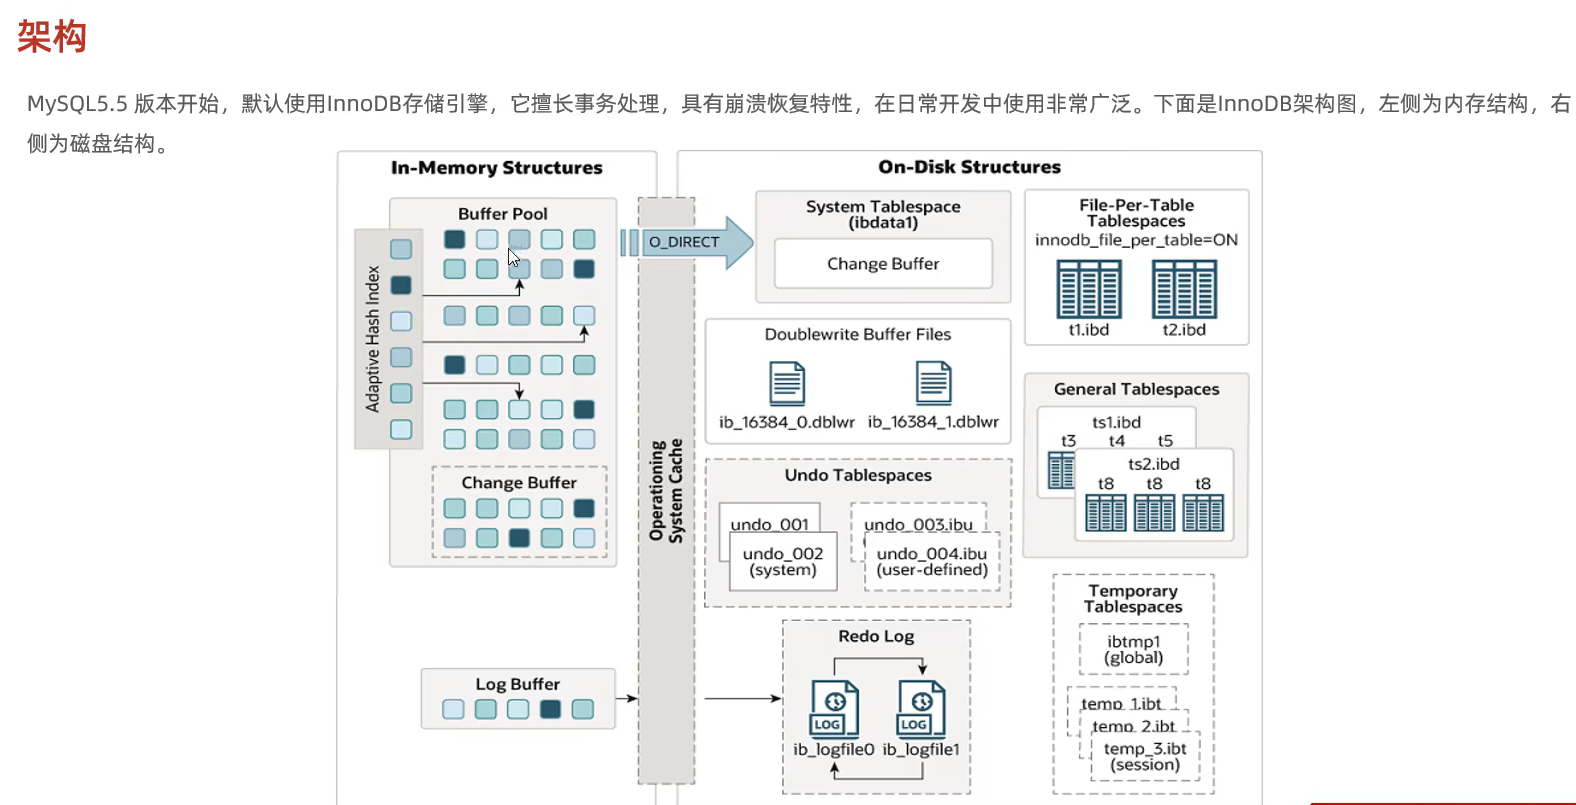 架构
MySQL5.5 版本开始，默认使用InnoDB存储引擎，它擅长事务处理，具有崩溃恢复特性，在日常开发中使用非常广泛。下面是InnoDB架构图，左侧为内存结构，右
侧为磁盘结构。
In-Memory Structures
Buffer Pool
Adaptive Hash Index
Change Buffer
Log Buffer
O_DIRECT
Operationing
System Cache
On-Disk Structures
System Tablespace
(ibdata1)
Change Buffer
Doublewrite Buffer Files
ib_16384_0.dblwr ib_16384_1.dblwr
Undo Tablespaces
undo_001
undo_002
(system)
undo_003.ibu
undo_004.ibu
(user-defined)
Redo Log
LOG LOG
ib_logfile0 ib_logfile1
File-Per-Table
Tablespaces
innodb_file_per_table=ON
t1.ibd t2.ibd
General Tablespaces
ts1.ibd
t3 t4 t5
ts2.ibd
t8 t8 t8
Temporary
Tablespaces
ibtmp1
(global)
temp_1.ibt
temp_2.ibt
temp_3.ibt
(session)